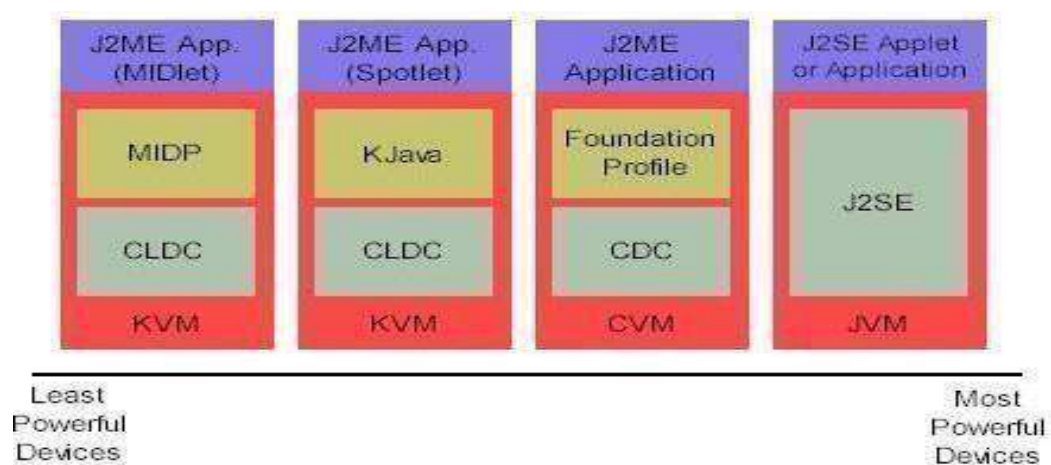 J2ME App.
(MIDlet)
MIDP
CLDC
KVM
J2ME App.
(Spotlet)
KJava
CLDC
KVM
J2ME
Application
Foundation
Profile
CDC
CVM
J2SE Applet
or Application
J2SE
JVM
Least
Powerful
Devices
Most
Powerful
Devices